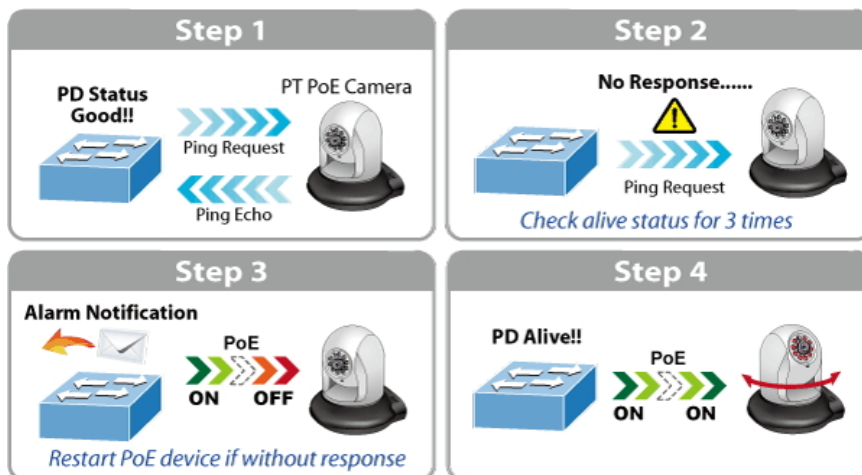 Step 1
PD Status
Good!!
PT PoE Camera
Ping Request
Ping Echo
Step 2
No Response......
Ping Request
Check alive status for 3 times
Step 3
Alarm Notification
PoE
ON OFF
Restart PoE device if without response
Step 4
PD Alive!!
PoE
ON ON